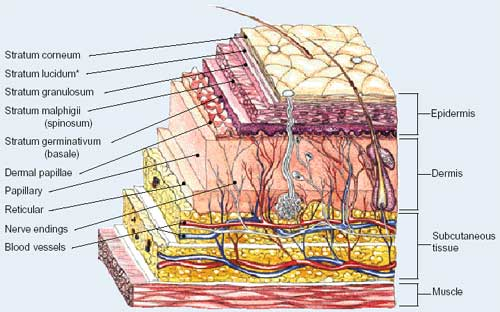 Stratum corneum
Stratum lucidum*
Stratum granulosum
Stratum malphigii
(spinosum)
Stratum germinativum
(basale)
Dermal papillae
Papillary
Reticular
Nerve endings
Blood vessels
Epidermis
Dermis
Subcutaneous
tissue
Muscle